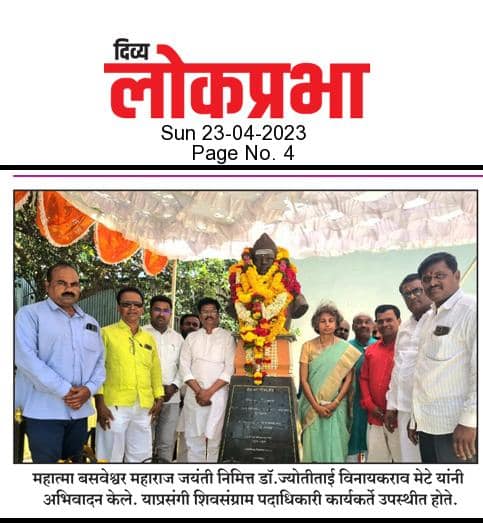 दिव्य
लोकप्रभा
Sun 23-04-2023
Page No. 4
महात्मा बसवेश्वर महाराज जयंती निमित्त डॉ.ज्योतीताई विनायकराव मेटे यांनी
अभिवादन केले. याप्रसंगी शिवसंग्राम पदाधिकारी कार्यकर्ते उपस्थीत होते.